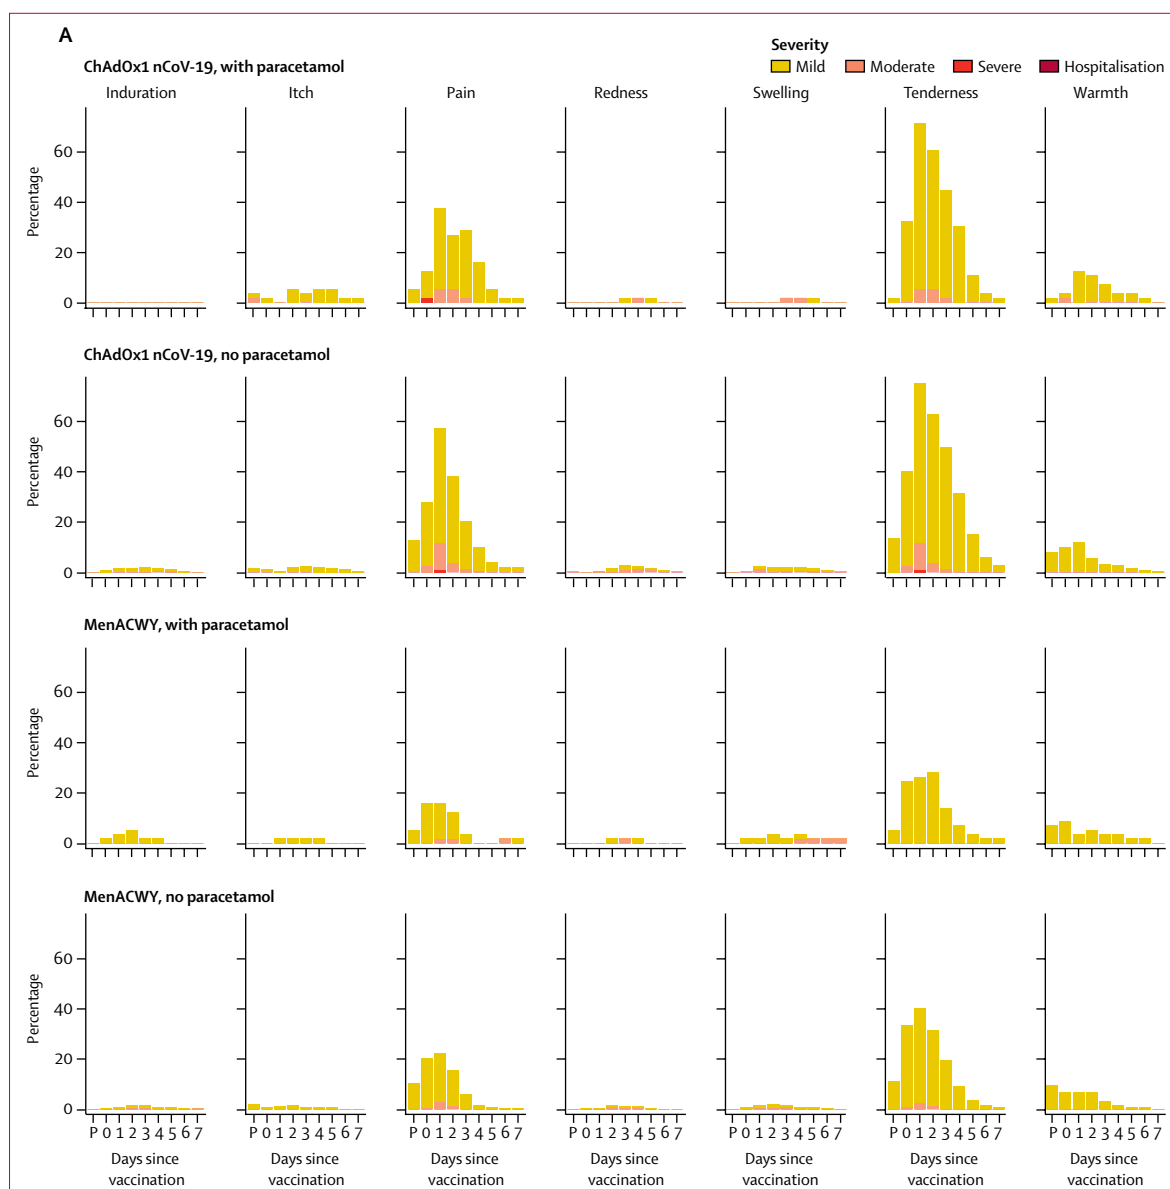 A
Severity
Mild Moderate Severe Hospitalisation
ChAdOx1 nCoV-19, with paracetamol
Induration Itch Pain Redness Swelling Tenderness Warmth
Percentage
60
40
20
0
ChAdOx1 nCoV-19, no paracetamol
Percentage
60
40
20
0
MenACWY, with paracetamol
Percentage
60
40
20
0
MenACWY, no paracetamol
Percentage
60
40
20
0
P 0 1 2 3 4 5 6 7 P 0 1 2 3 4 5 6 7 P 0 1 2 3 4 5 6 7 P 0 1 2 3 4 5 6 7 P 0 1 2 3 4 5 6 7 P 0 1 2 3 4 5 6 7 P 0 1 2 3 4 5 6 7
Days since Days since Days since Days since Days since Days since Days since
vaccination vaccination vaccination vaccination vaccination vaccination vaccination